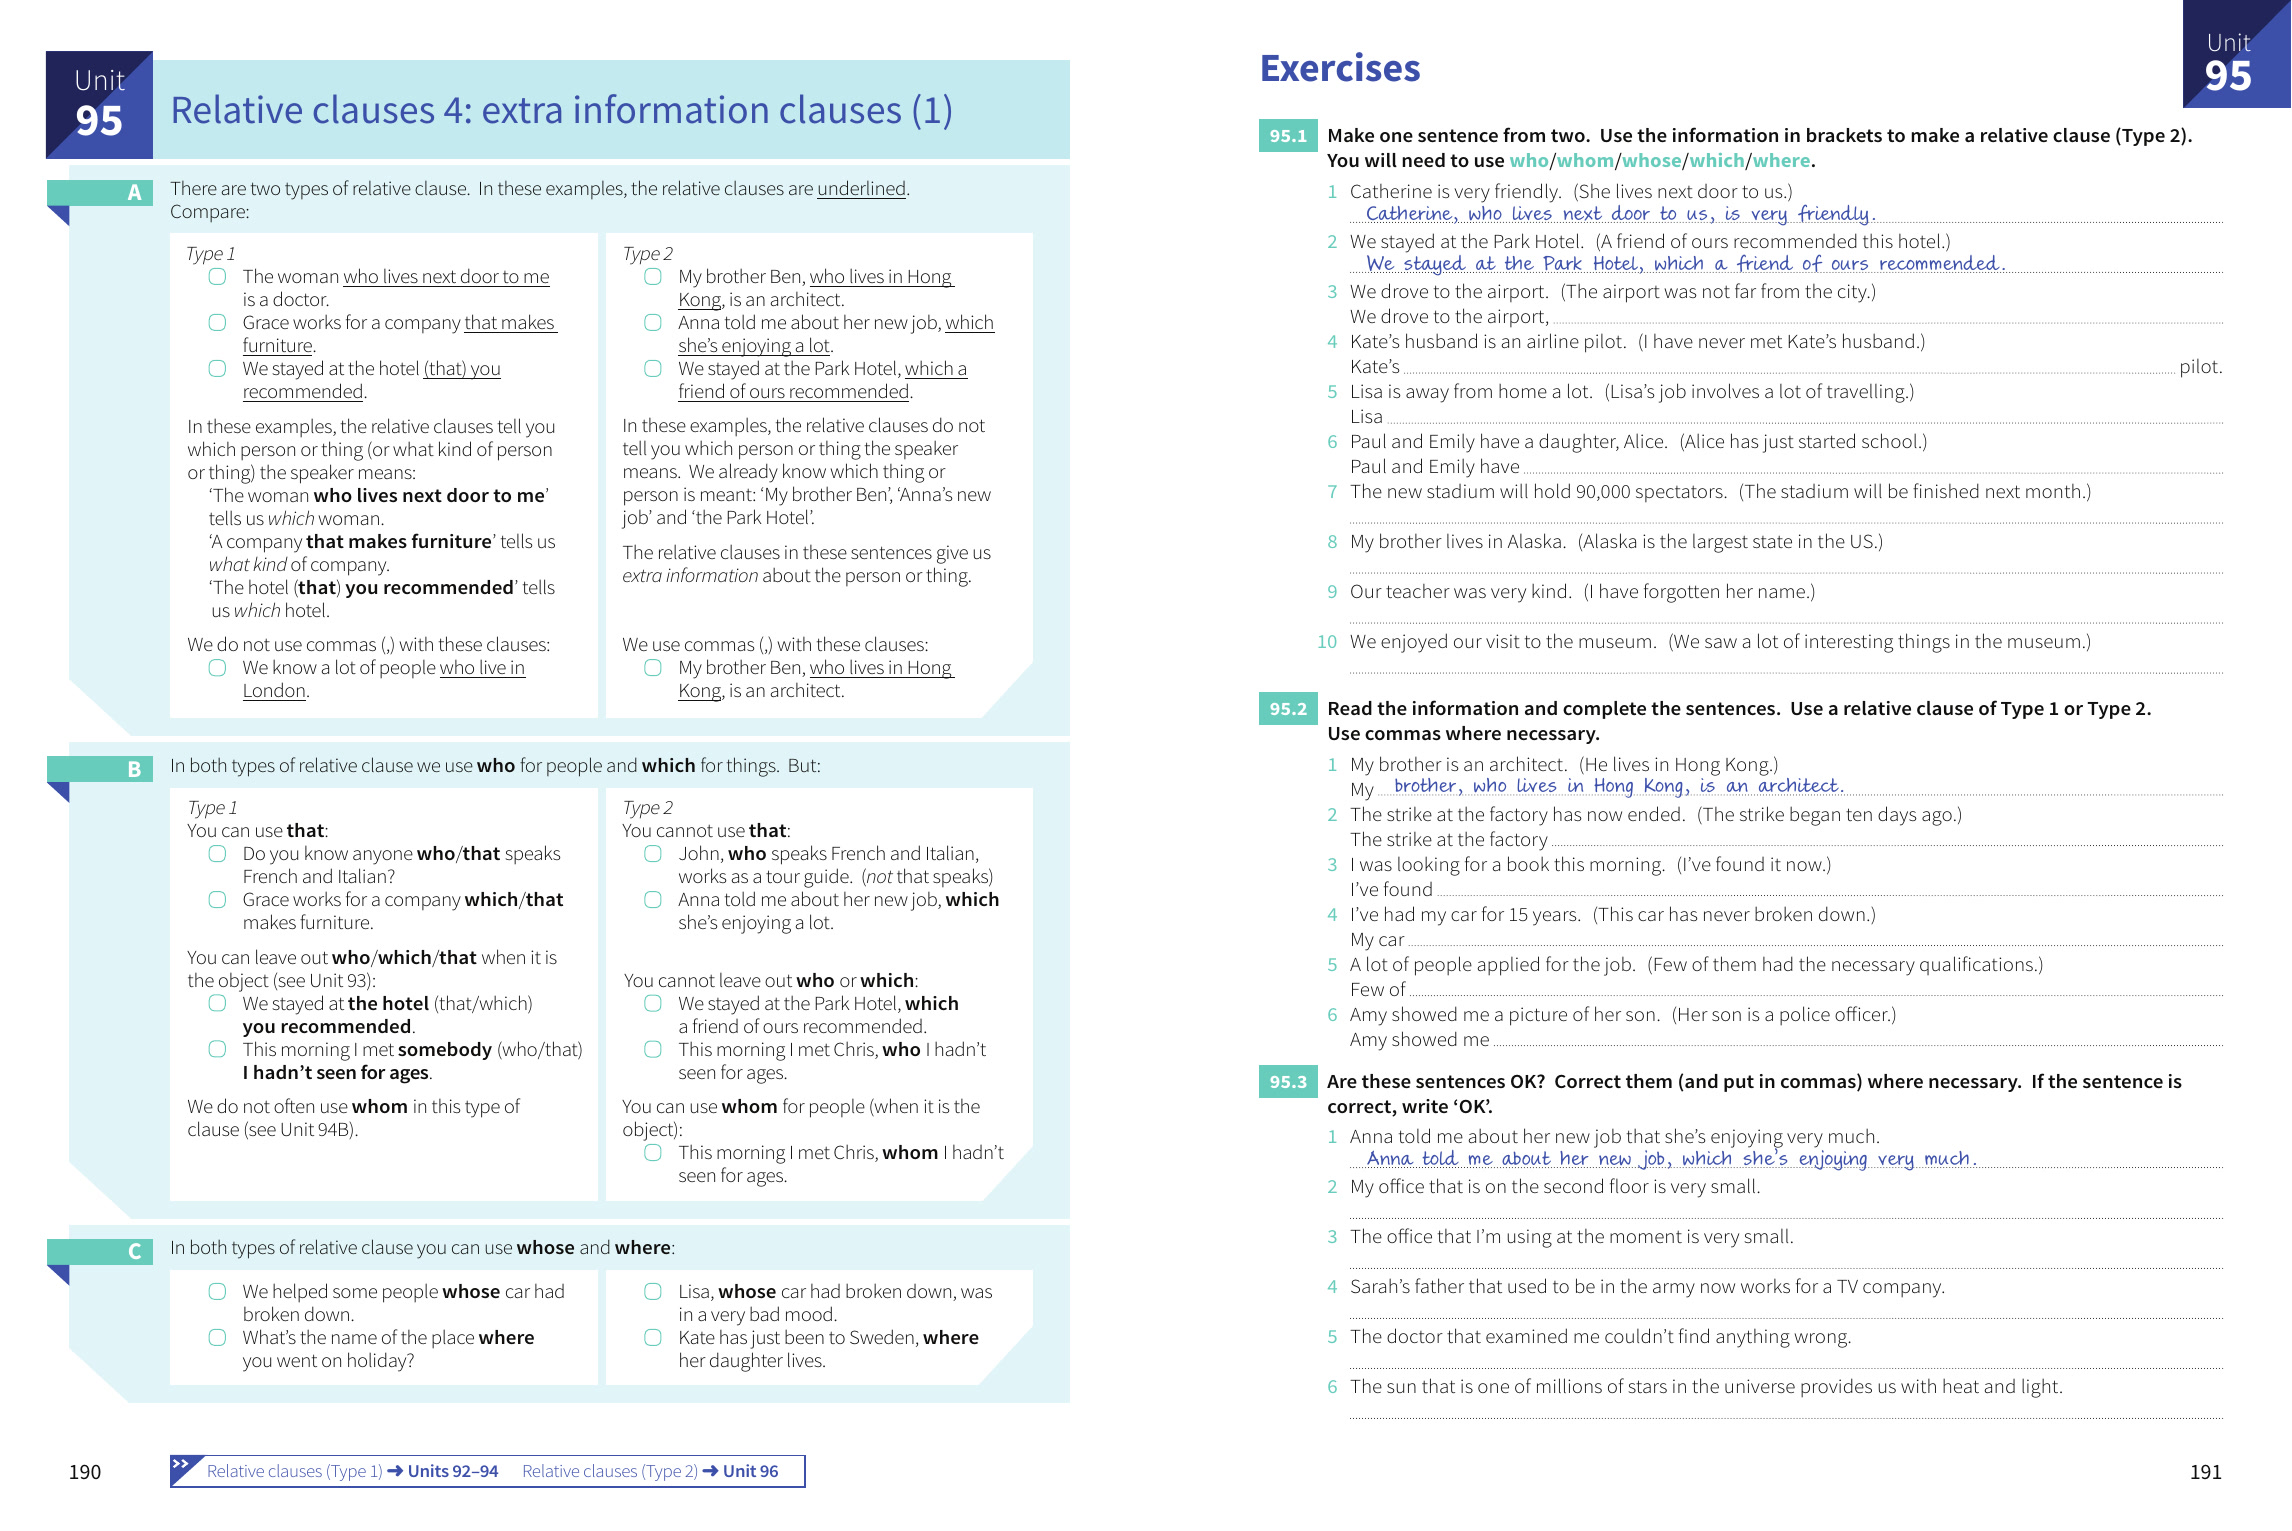 Unit
95
Relative clauses 4: extra information clauses (1)
A
There are two types of relative clause.  In these examples, the relative clauses are underlined.
Compare:
Type 1
The woman who lives next door to me
is a doctor.
Grace works for a company that makes
furniture.
We stayed at the hotel (that) you
recommended.
In these examples, the relative clauses tell you
which person or thing (or what kind of person
or thing) the speaker means:
‘The woman who lives next door to me’
tells us which woman.
‘A company that makes furniture’ tells us
what kind of company.
‘The hotel (that) you recommended’ tells
us which hotel.
We do not use commas (,) with these clauses:
We know a lot of people who live in
London.
Type 2
My brother Ben, who lives in Hong
Kong, is an architect.
Anna told me about her new job, which
she’s enjoying a lot.
We stayed at the Park Hotel, which a
friend of ours recommended.
In these examples, the relative clauses do not
tell you which person or thing the speaker
means.  We already know which thing or
person is meant: ‘My brother Ben’, ‘Anna’s new
job’ and ‘the Park Hotel’.
The relative clauses in these sentences give us
extra information about the person or thing.
We use commas (,) with these clauses:
My brother Ben, who lives in Hong
Kong, is an architect.
B
In both types of relative clause we use who for people and which for things.  But:
Type 1
You can use that:
Do you know anyone who/that speaks
French and Italian?
Grace works for a company which/that
makes furniture.
You can leave out who/which/that when it is
the object (see Unit 93):
We stayed at the hotel (that/which)
you recommended.
This morning I met somebody (who/that)
I hadn’t seen for ages.
We do not often use whom in this type of
clause (see Unit 94B).
Type 2
You cannot use that:
John, who speaks French and Italian,
works as a tour guide.  (not that speaks)
Anna told me about her new job, which
she’s enjoying a lot.
You cannot leave out who or which:
We stayed at the Park Hotel, which
a friend of ours recommended.
This morning I met Chris, who I hadn’t
seen for ages.
You can use whom for people (when it is the
object):
This morning I met Chris, whom I hadn’t
seen for ages.
C
In both types of relative clause you can use whose and where:
We helped some people whose car had
broken down.
What’s the name of the place where
you went on holiday?
Lisa, whose car had broken down, was
in a very bad mood.
Kate has just been to Sweden, where
her daughter lives.
190
Relative clauses (Type 1) ➜ Units 92–94    Relative clauses (Type 2) ➜ Unit 96
Exercises
Unit
95
95.1 Make one sentence from two.  Use the information in brackets to make a relative clause (Type 2).
You will need to use who/whom/whose/which/where.
1 Catherine is very friendly.  (She lives next door to us.)
Catherine, who lives next door to us, is very friendly.
2 We stayed at the Park Hotel.  (A friend of ours recommended this hotel.)
We stayed at the Park Hotel, which a friend of ours recommended.
3 We drove to the airport.  (The airport was not far from the city.)
We drove to the airport,
4 Kate’s husband is an airline pilot.  (I have never met Kate’s husband.)
Kate’s pilot.
5 Lisa is away from home a lot.  (Lisa’s job involves a lot of travelling.)
Lisa
6 Paul and Emily have a daughter, Alice.  (Alice has just started school.)
Paul and Emily have
7 The new stadium will hold 90,000 spectators.  (The stadium will be finished next month.)
8 My brother lives in Alaska.  (Alaska is the largest state in the US.)
9 Our teacher was very kind.  (I have forgotten her name.)
10 We enjoyed our visit to the museum.  (We saw a lot of interesting things in the museum.)
95.2 Read the information and complete the sentences.  Use a relative clause of Type 1 or Type 2.
Use commas where necessary.
1 My brother is an architect.  (He lives in Hong Kong.)
My brother, who lives in Hong Kong, is an architect.
2 The strike at the factory has now ended.  (The strike began ten days ago.)
The strike at the factory
3 I was looking for a book this morning.  (I’ve found it now.)
I’ve found
4 I’ve had my car for 15 years.  (This car has never broken down.)
My car
5 A lot of people applied for the job.  (Few of them had the necessary qualifications.)
Few of
6 Amy showed me a picture of her son.  (Her son is a police officer.)
Amy showed me
95.3 Are these sentences OK?  Correct them (and put in commas) where necessary.  If the sentence is
correct, write ‘OK’.
1 Anna told me about her new job that she’s enjoying very much.
Anna told me about her new job, which she’s enjoying very much.
2 My office that is on the second floor is very small.
3 The office that I’m using at the moment is very small.
4 Sarah’s father that used to be in the army now works for a TV company.
5 The doctor that examined me couldn’t find anything wrong.
6 The sun that is one of millions of stars in the universe provides us with heat and light.
191